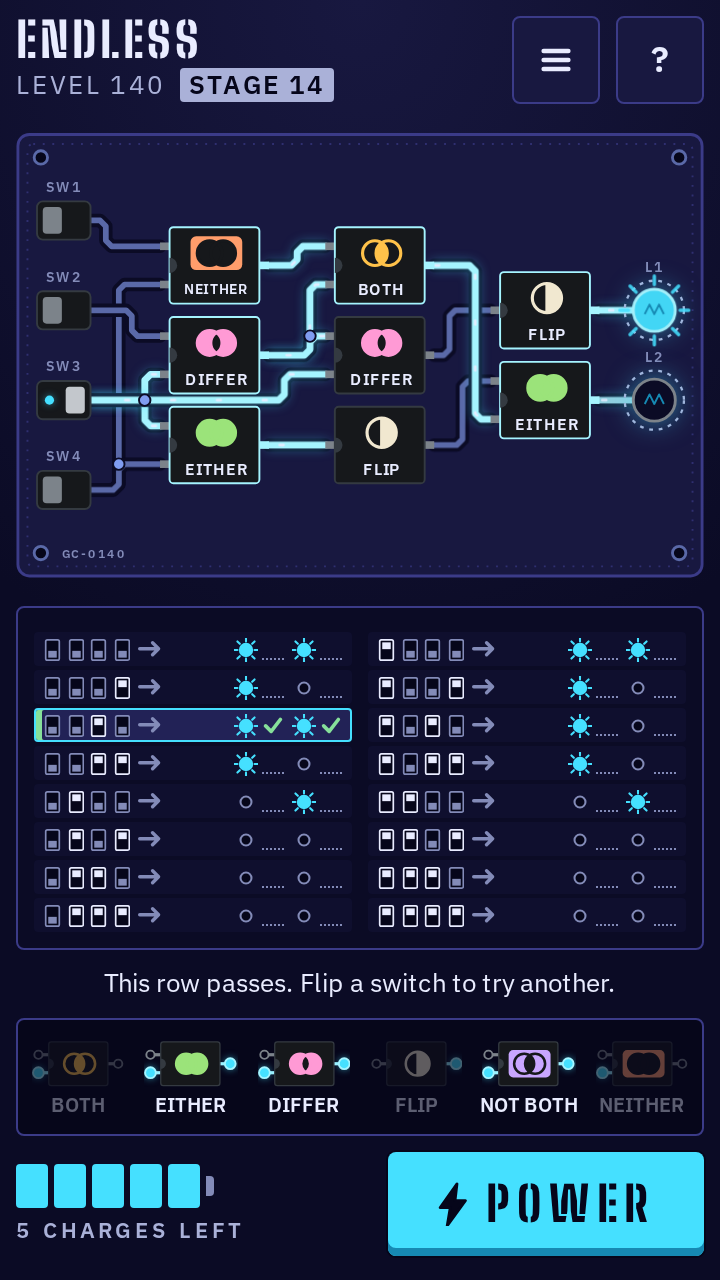 ENDLESS
LEVEL 140 STAGE 14
?
SW1
SW2
SW3
SW4
NEITHER
DIFFER
EITHER
BOTH
DIFFER
FLIP
FLIP
EITHER
L1
L2
GC-0140
This row passes. Flip a switch to try another.
BOTH EITHER DIFFER FLIP NOT BOTH NEITHER
5 CHARGES LEFT
POWER